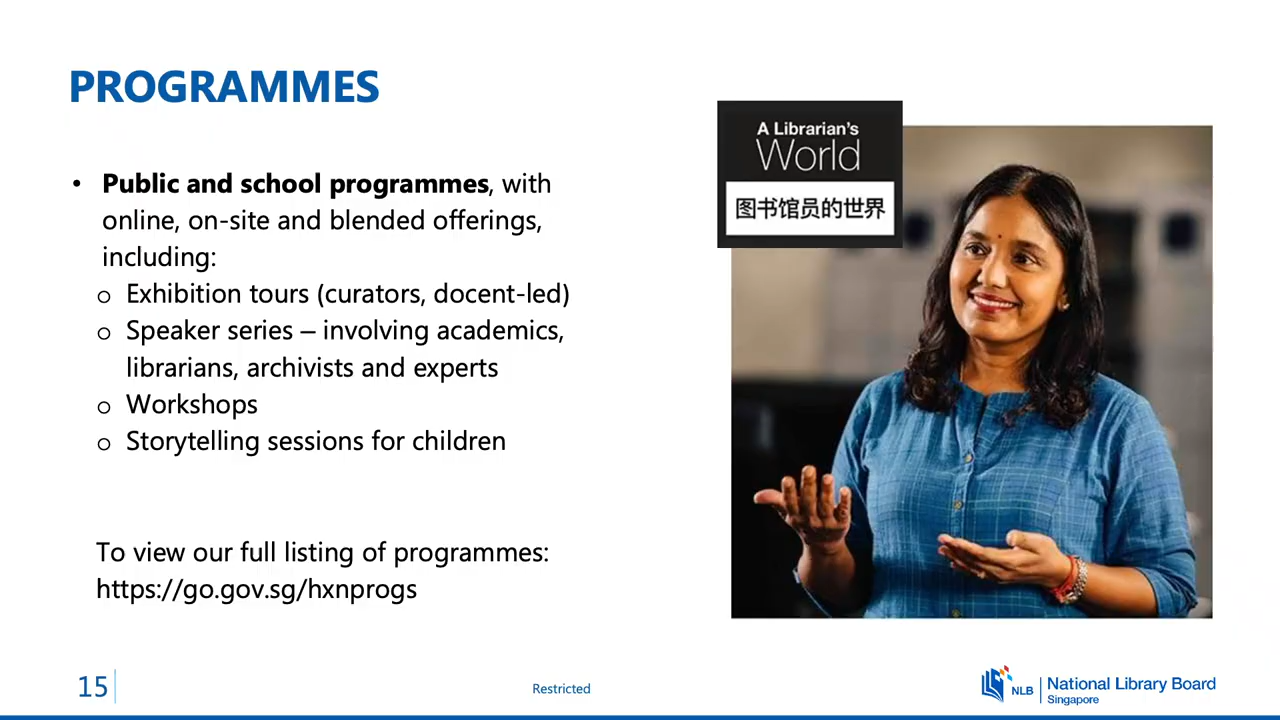 PROGRAMMES
• Public and school programmes, with
online, on-site and blended offerings,
including:
o Exhibition tours (curators, docent-led)
o Speaker series – involving academics,
librarians, archivists and experts
o Workshops
o Storytelling sessions for children
To view our full listing of programmes:
https://go.gov.sg/hxnprogs
A Librarian's
World
图书馆员的世界
15
Restricted
NLB
National Library Board
Singapore